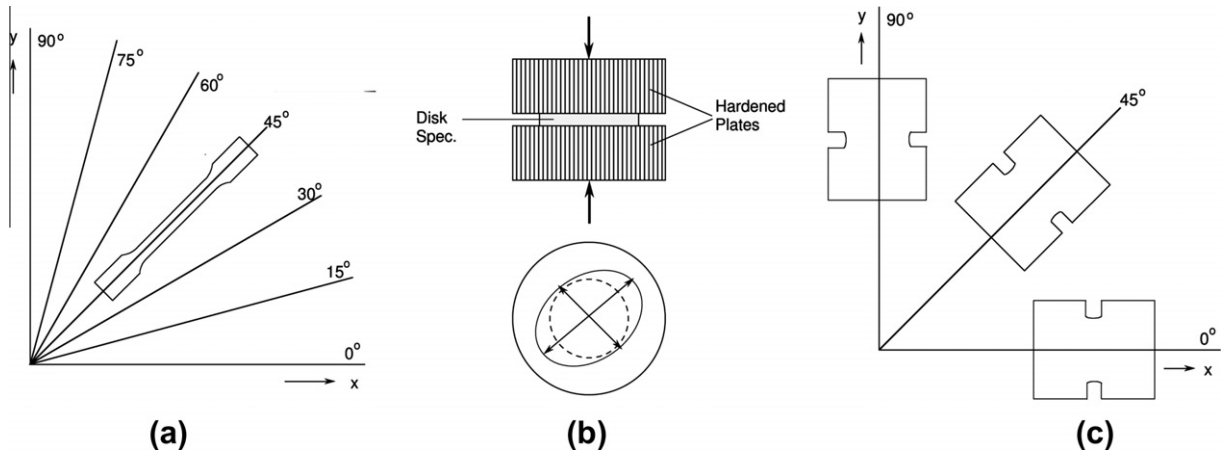 y
90°
75°
60°
45°
30°
15°
0°
x
(a)
Disk
Spec.
Hardened
Plates
(b)
y
90°
45°
0°
x
(c)